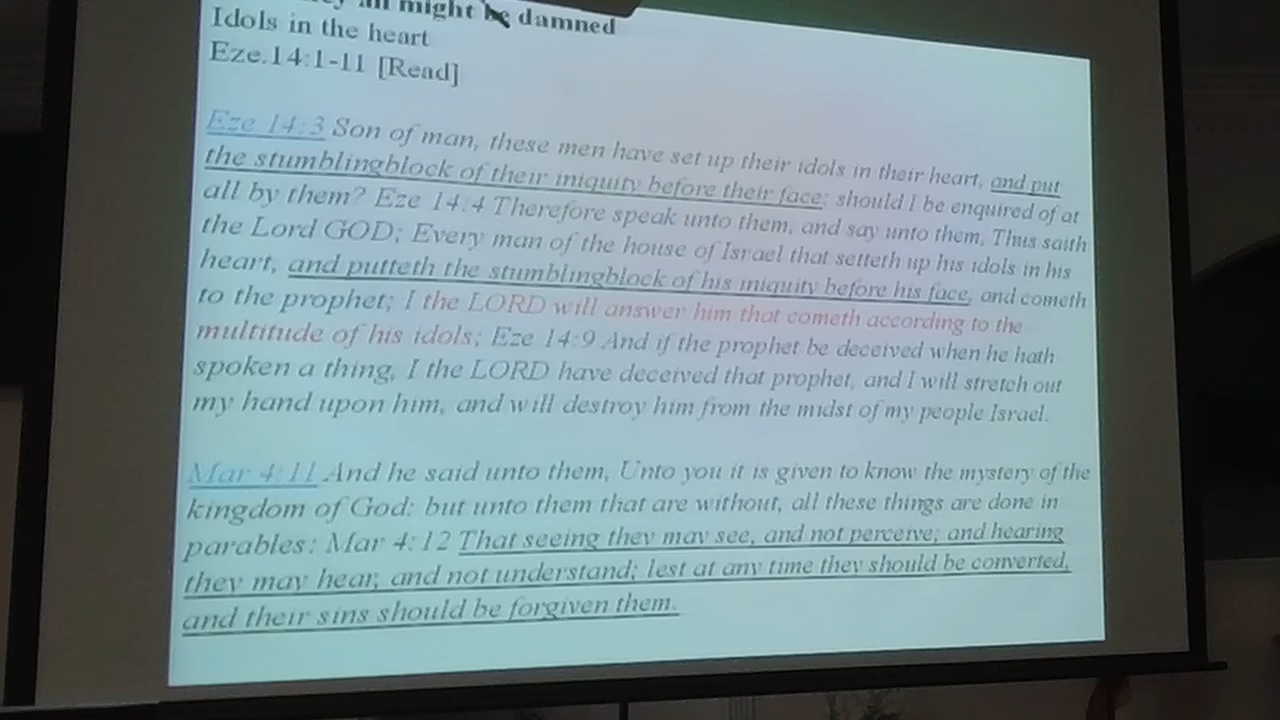 all might be damned
Idols in the heart
Eze.14:1-11 [Read]
Eze 14:3 Son of man, these men have set up their idols in their heart, and put
the stumblingblock of their iniquity before their face: should I be enquired of at
all by them? Eze 14:4 Therefore speak unto them, and say unto them, Thus saith
the Lord GOD; Every man of the house of Israel that setteth up his idols in his
heart, and putteth the stumblingblock of his iniquity before his face, and cometh
to the prophet; I the LORD will answer him that cometh according to the
multitude of his idols; Eze 14:9 And if the prophet be deceived when he hath
spoken a thing, I the LORD have deceived that prophet, and I will stretch out
my hand upon him, and will destroy him from the midst of my people Israel.
Mar 4:11 And he said unto them, Unto you it is given to know the mystery of the
kingdom of God: but unto them that are without, all these things are done in
parables: Mar 4:12 That seeing they may see, and not perceive; and hearing
they may hear, and not understand; lest at any time they should be converted,
and their sins should be forgiven them.